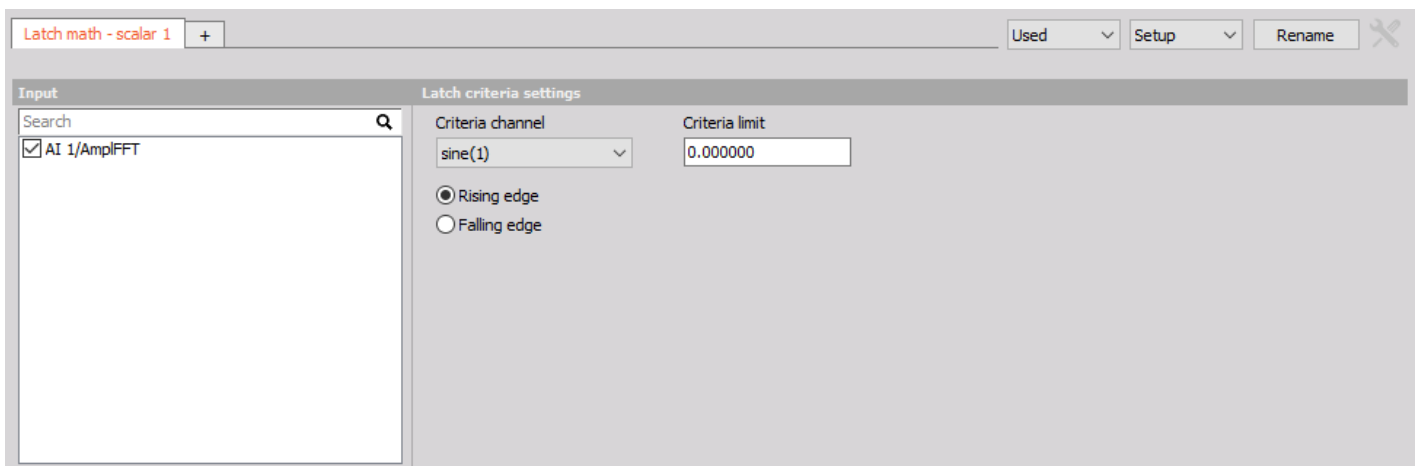 Latch math - scalar 1
+
Used
Setup
Rename
Input
Latch criteria settings
Search
Criteria channel
Criteria limit
AI 1/AmplFFT
sine(1)
0.000000
Rising edge
Falling edge